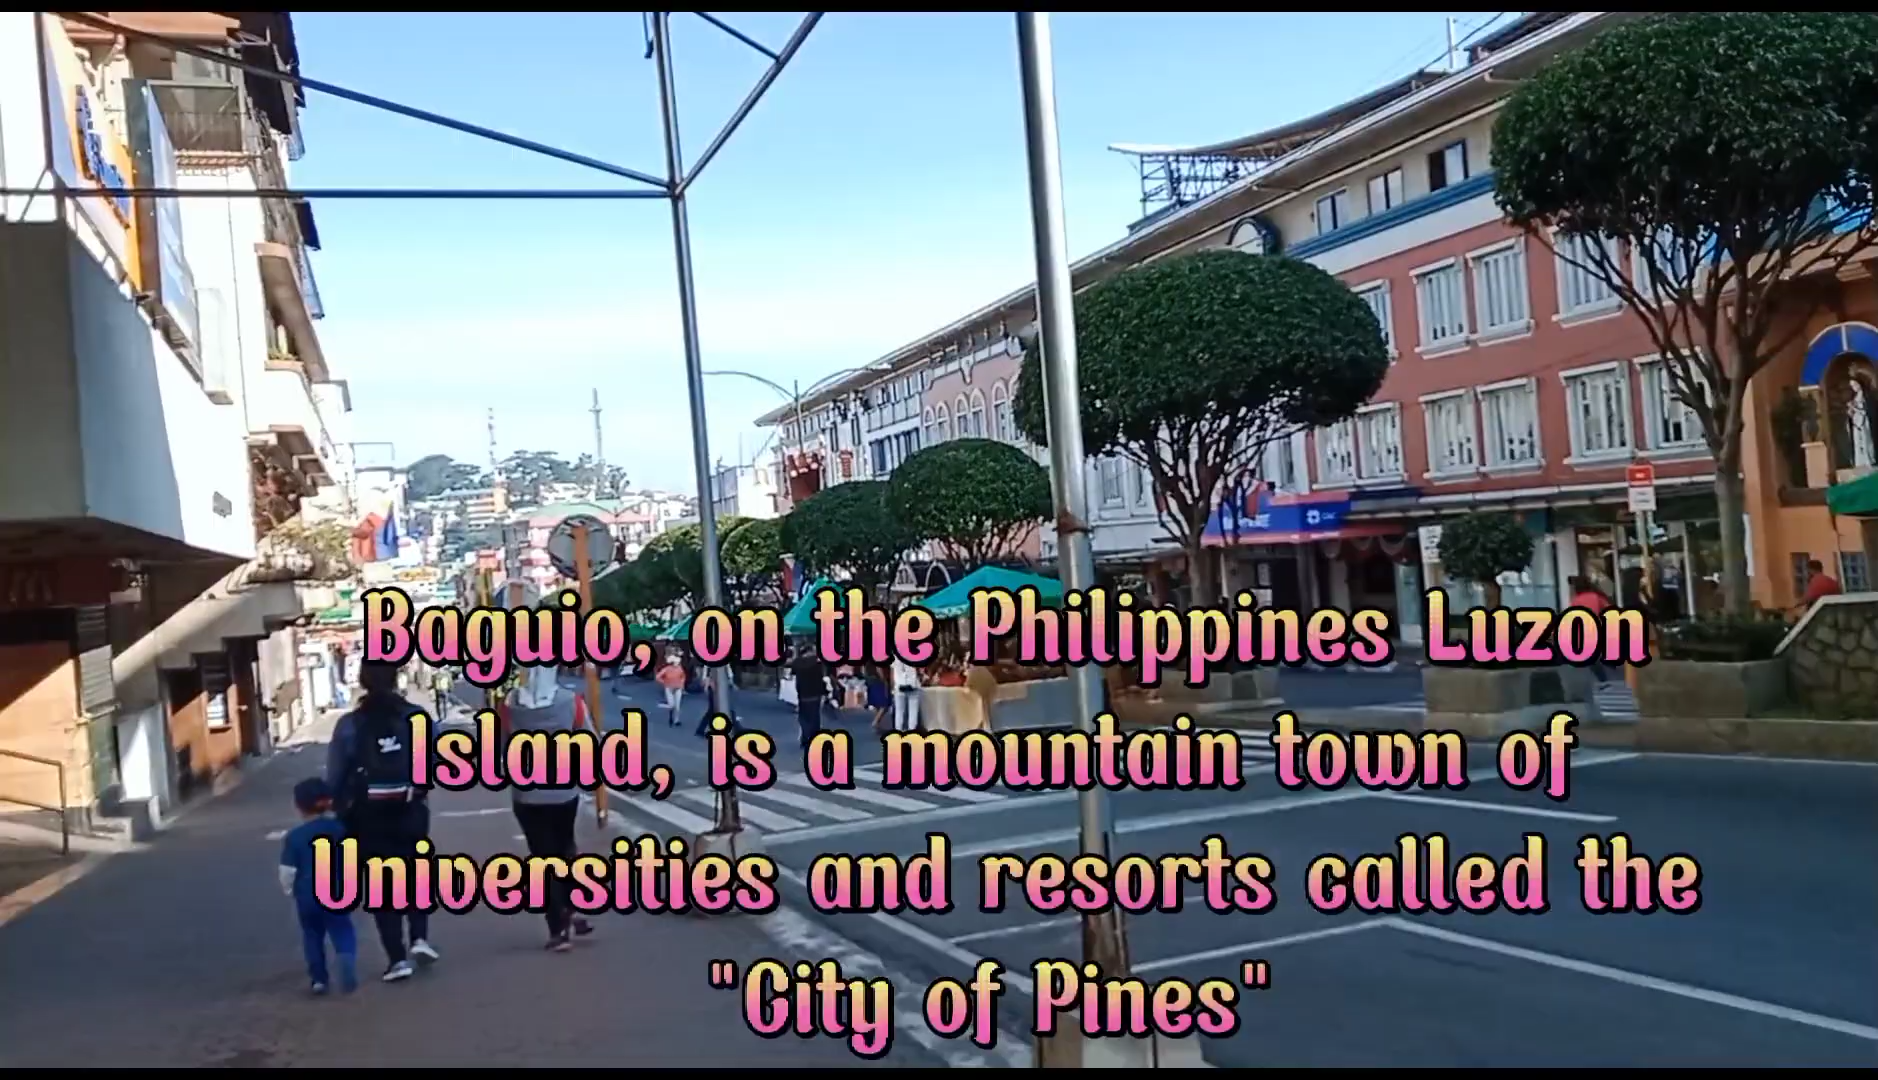 Baguio, on the Philippines Luzon
Island, is a mountain town of
Universities and resorts called the
"City of Pines"